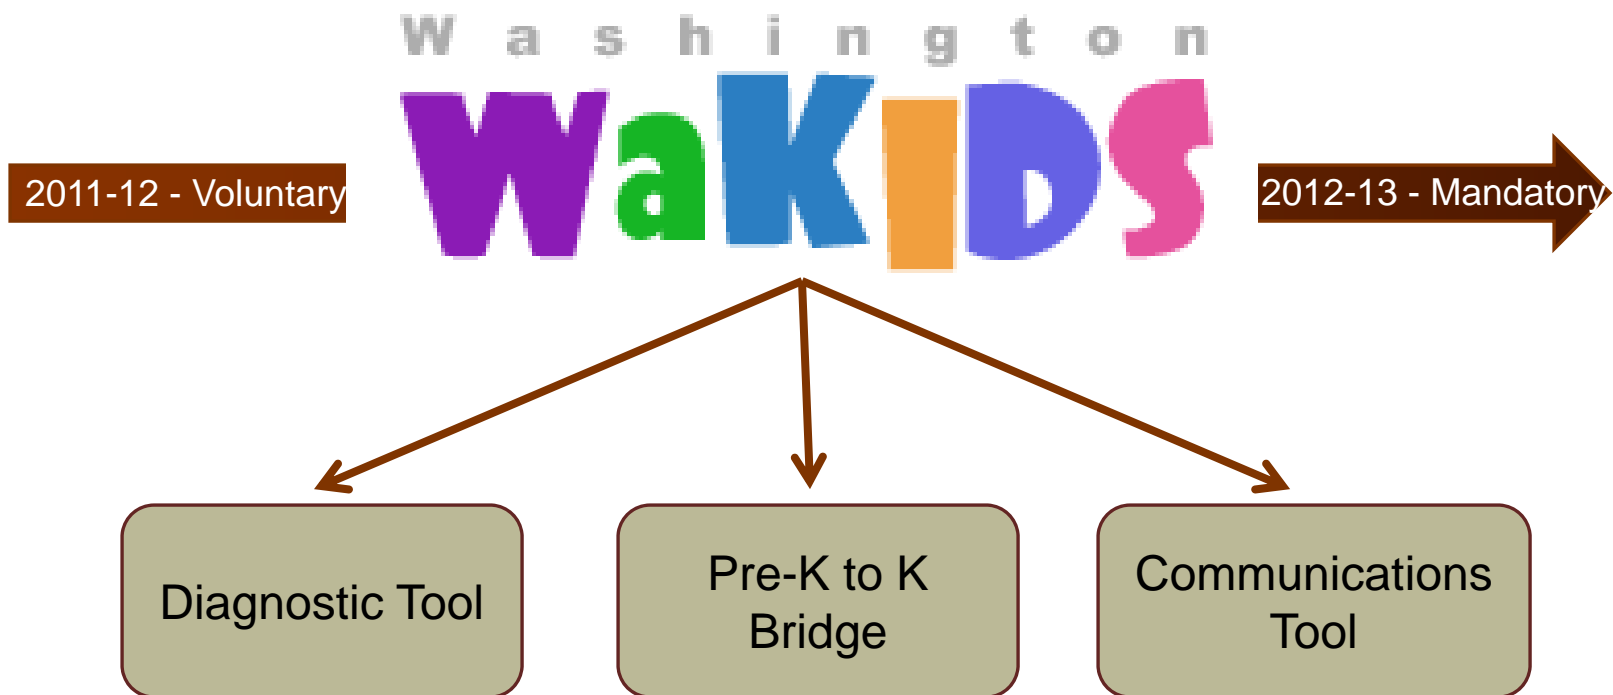 Washington
WaKIDS
2011-12 - Voluntary
2012-13 - Mandatory
Diagnostic Tool
Pre-K to K
Bridge
Communications
Tool